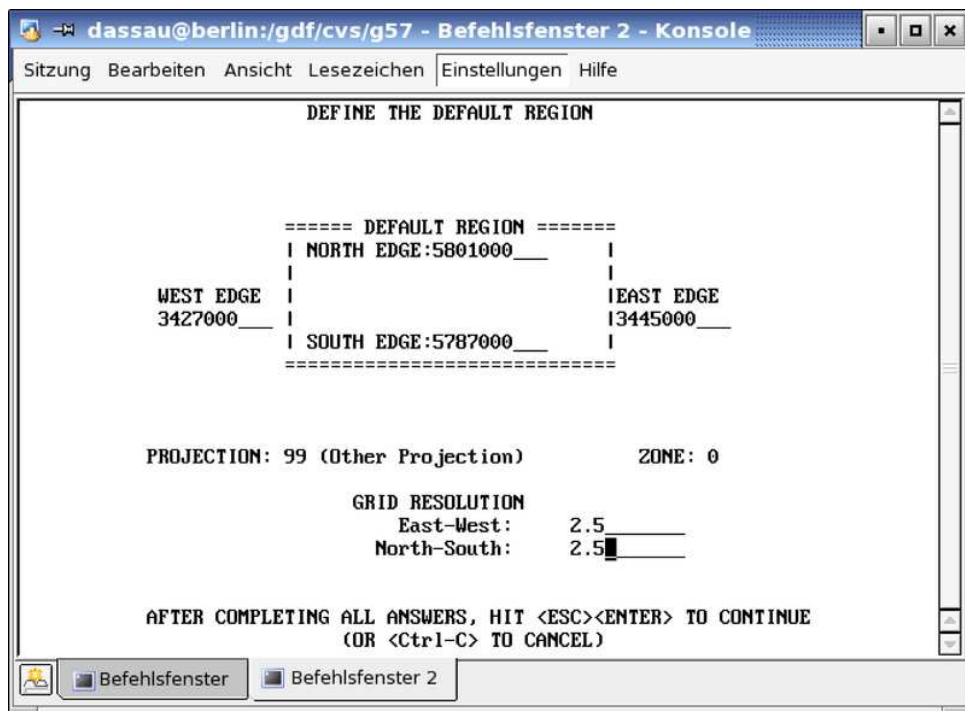 dassau@berlin:/gdf/cvs/g57 - Befehlsfenster 2 - Konsole
Sitzung Bearbeiten Ansicht Lesezeichen Einstellungen Hilfe
DEFINE THE DEFAULT REGION
====== DEFAULT REGION =======
| NORTH EDGE:5801000___ |
| |
WEST EDGE | |EAST EDGE
3427000___ | |3445000___
| SOUTH EDGE:5787000___ |
=============================
PROJECTION: 99 (Other Projection) ZONE: 0
GRID RESOLUTION
East-West: 2.5_______
North-South: 2.5_______
AFTER COMPLETING ALL ANSWERS, HIT <ESC><ENTER> TO CONTINUE
(OR <Ctrl-C> TO CANCEL)
Befehlsfenster Befehlsfenster 2